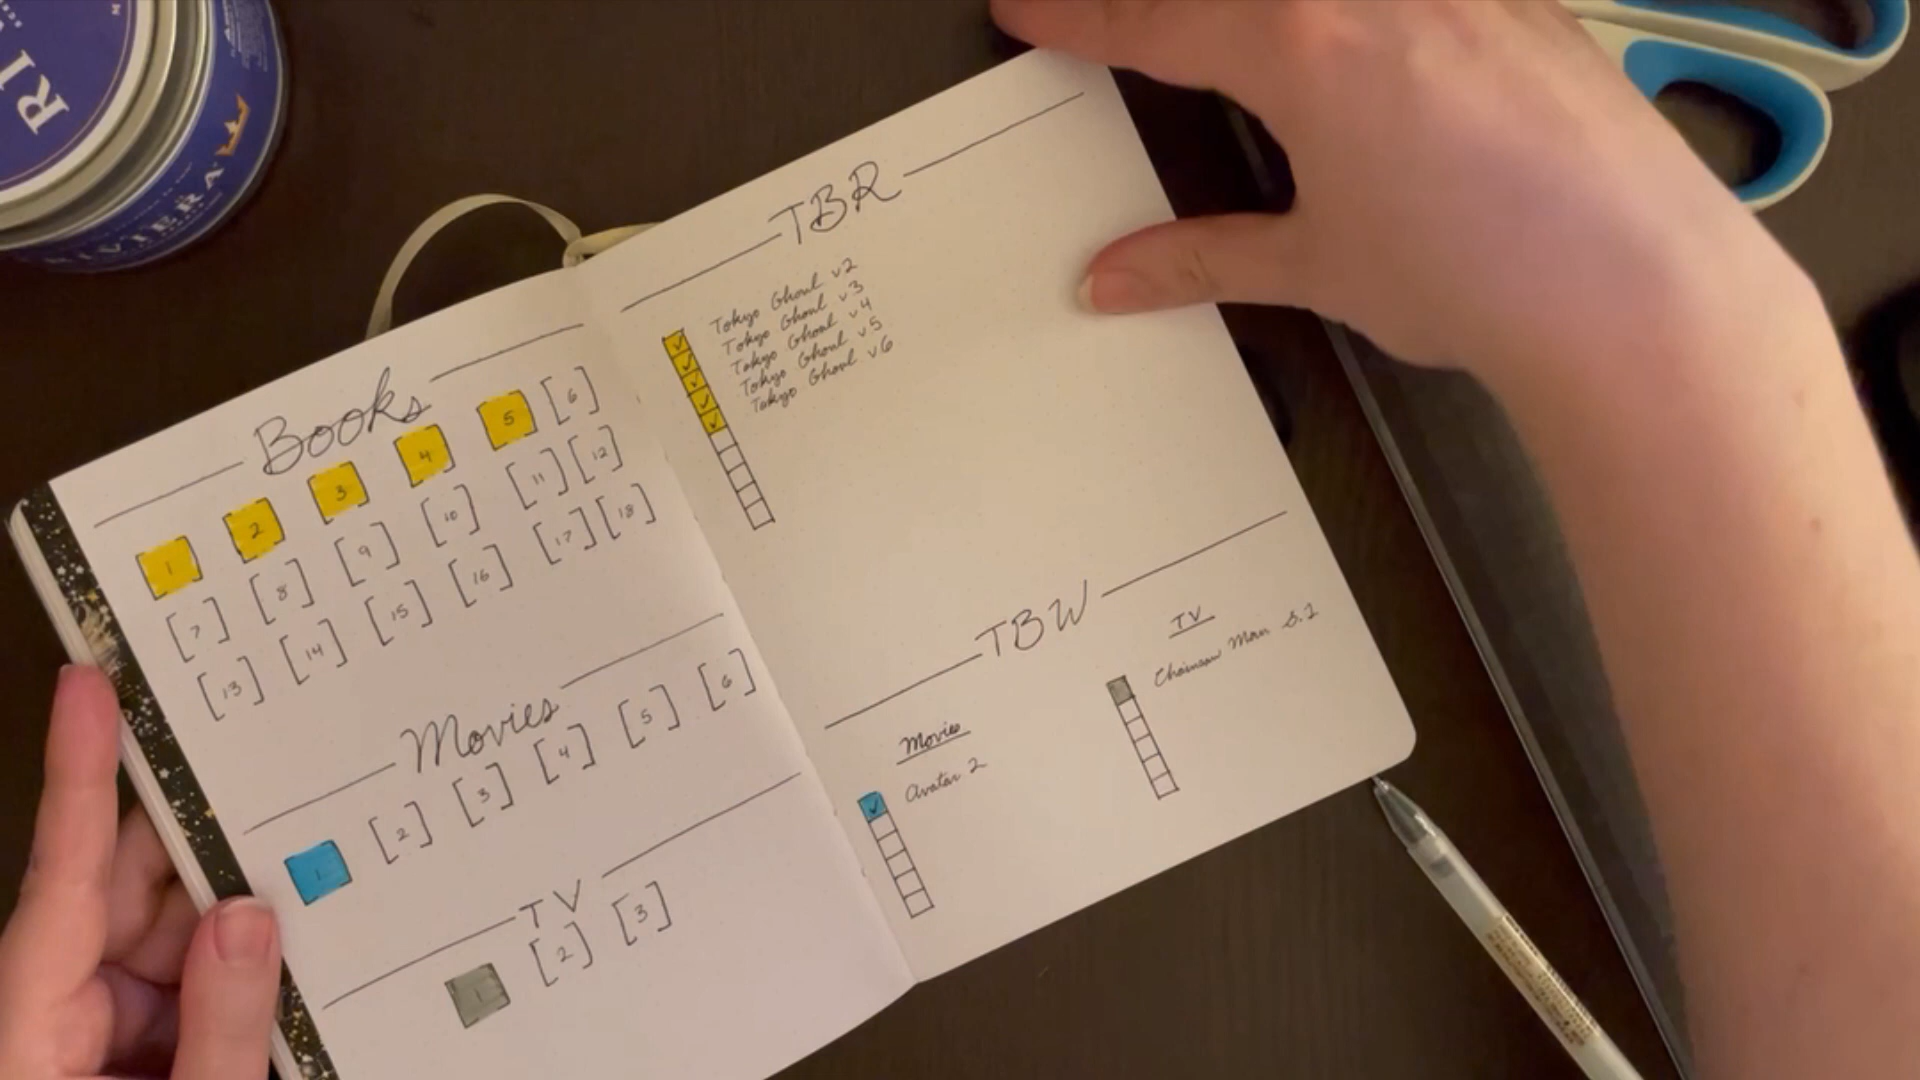 RI
RIVIERA
Books
[1] [2] [3] [4] [5] [6]
[7] [8] [9] [10] [11] [12]
[13] [14] [15] [16] [17] [18]
Movies
[1] [2] [3] [4] [5] [6]
TV
[1] [2] [3]
TBR
Tokyo Ghoul v2
Tokyo Ghoul v3
Tokyo Ghoul v4
Tokyo Ghoul v5
Tokyo Ghoul v6
TBW
Movies
Avatar 2
TV
Chainsaw Man S.1